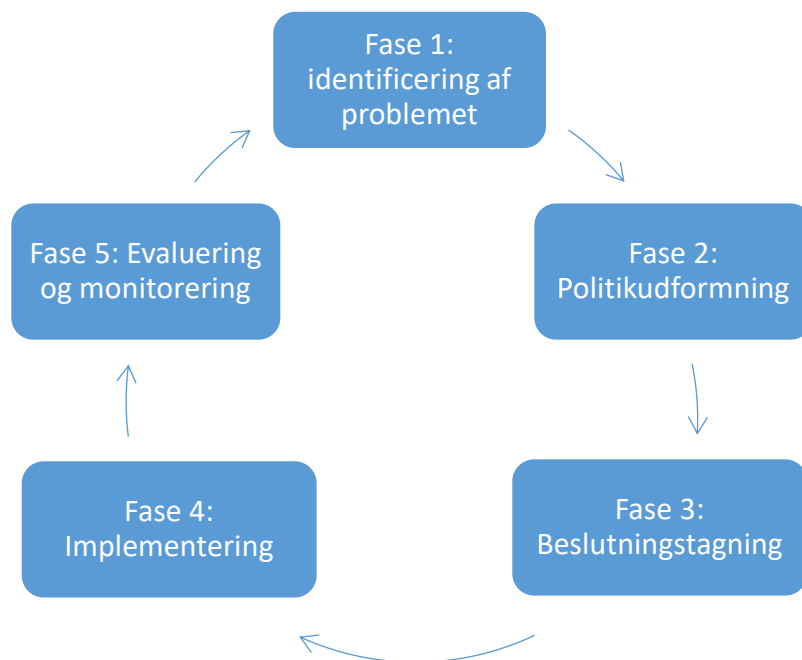 Fase 1:
identificering af
problemet
Fase 2:
Politikudformning
Fase 3:
Beslutningstagning
Fase 4:
Implementering
Fase 5: Evaluering
og monitorering